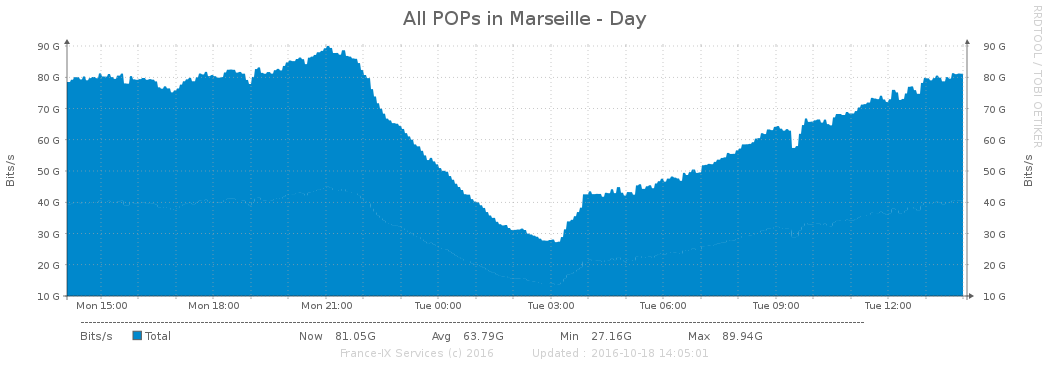 All POPs in Marseille - Day
RRDTOOL / TOBI OETIKER
90 G 90 G
80 G 80 G
70 G 70 G
60 G 60 G
50 G 50 G
40 G 40 G
30 G 30 G
20 G 20 G
10 G 10 G
Bits/s
Bits/s
Mon 15:00 Mon 18:00 Mon 21:00 Tue 00:00 Tue 03:00 Tue 06:00 Tue 09:00 Tue 12:00
Bits/s Total Now 81.05G Avg 63.79G Min 27.16G Max 89.94G
France-IX Services (c) 2016 Updated : 2016-10-18 14:05:01